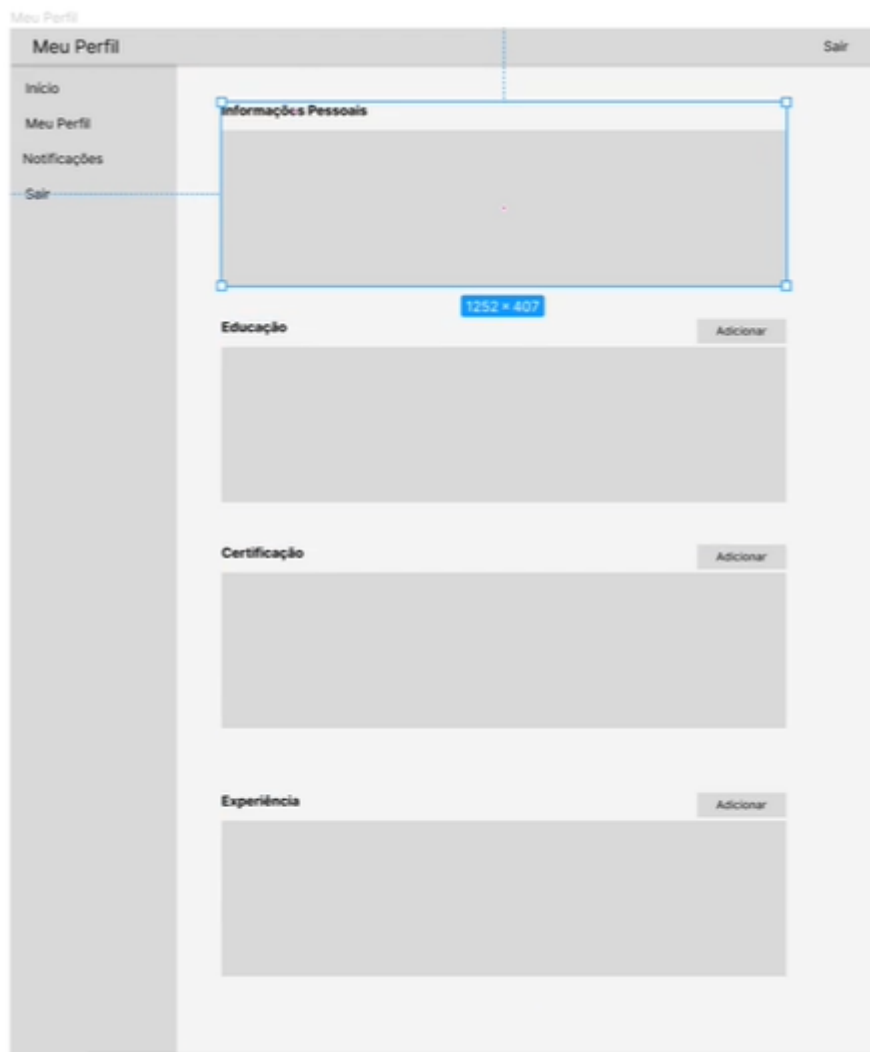 Meu Perfil
Meu Perfil
Sair
Início
Meu Perfil
Notificações
Sair
Informações Pessoais
1252 × 407
Educação
Adicionar
Certificação
Adicionar
Experiência
Adicionar